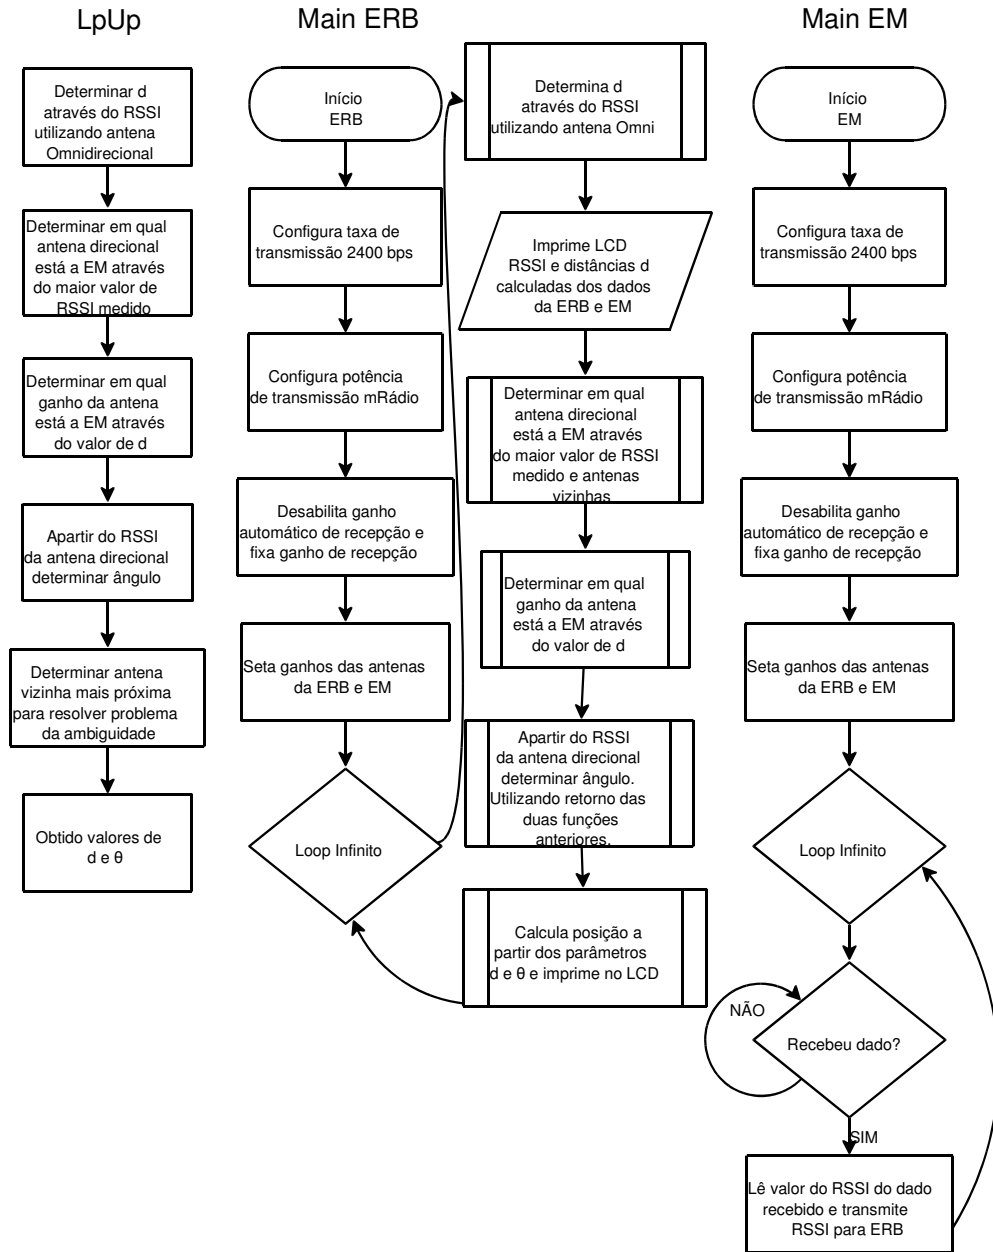 LpUp
Determinar d
através do RSSI
utilizando antena
Omnidirecional
Determinar em qual
antena direcional
está a EM através
do maior valor de
RSSI medido
Determinar em qual
ganho da antena
está a EM através
do valor de d
Apartir do RSSI
da antena direcional
determinar ângulo
Determinar antena
vizinha mais próxima
para resolver problema
da ambiguidade
Obtido valores de
d e θ
Main ERB
Início
ERB
Configura taxa de
transmissão 2400 bps
Configura potência
de transmissão mRádio
Desabilita ganho
automático de recepção e
fixa ganho de recepção
Seta ganhos das antenas
da ERB e EM
Loop Infinito
Determina d
através do RSSI
utilizando antena Omni
Imprime LCD
RSSI e distâncias d
calculadas dos dados
da ERB e EM
Determinar em qual
antena direcional
está a EM através
do maior valor de RSSI
medido e antenas
vizinhas
Determinar em qual
ganho da antena
está a EM através
do valor de d
Apartir do RSSI
da antena direcional
determinar ângulo.
Utilizando retorno das
duas funções
anteriores.
Calcula posição a
partir dos parâmetros
d e θ e imprime no LCD
Main EM
Início
EM
Configura taxa de
transmissão 2400 bps
Configura potência
de transmissão mRádio
Desabilita ganho
automático de recepção e
fixa ganho de recepção
Seta ganhos das antenas
da ERB e EM
Loop Infinito
NÃO
Recebeu dado?
SIM
Lê valor do RSSI do dado
recebido e transmite
RSSI para ERB